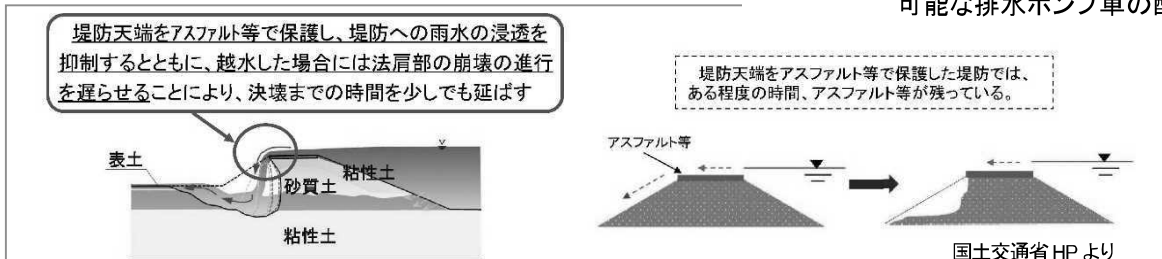 可能な排水ポンプ車の
堤防天端をアスファルト等で保護し、堤防への雨水の浸透を
抑制するとともに、越水した場合には法肩部の崩壊の進行
を遅らせることにより、決壊までの時間を少しでも延ばす
堤防天端をアスファルト等で保護した堤防では、
ある程度の時間、アスファルト等が残っている。
アスファルト等
表土
粘性土
砂質土
粘性土
国土交通省HPより